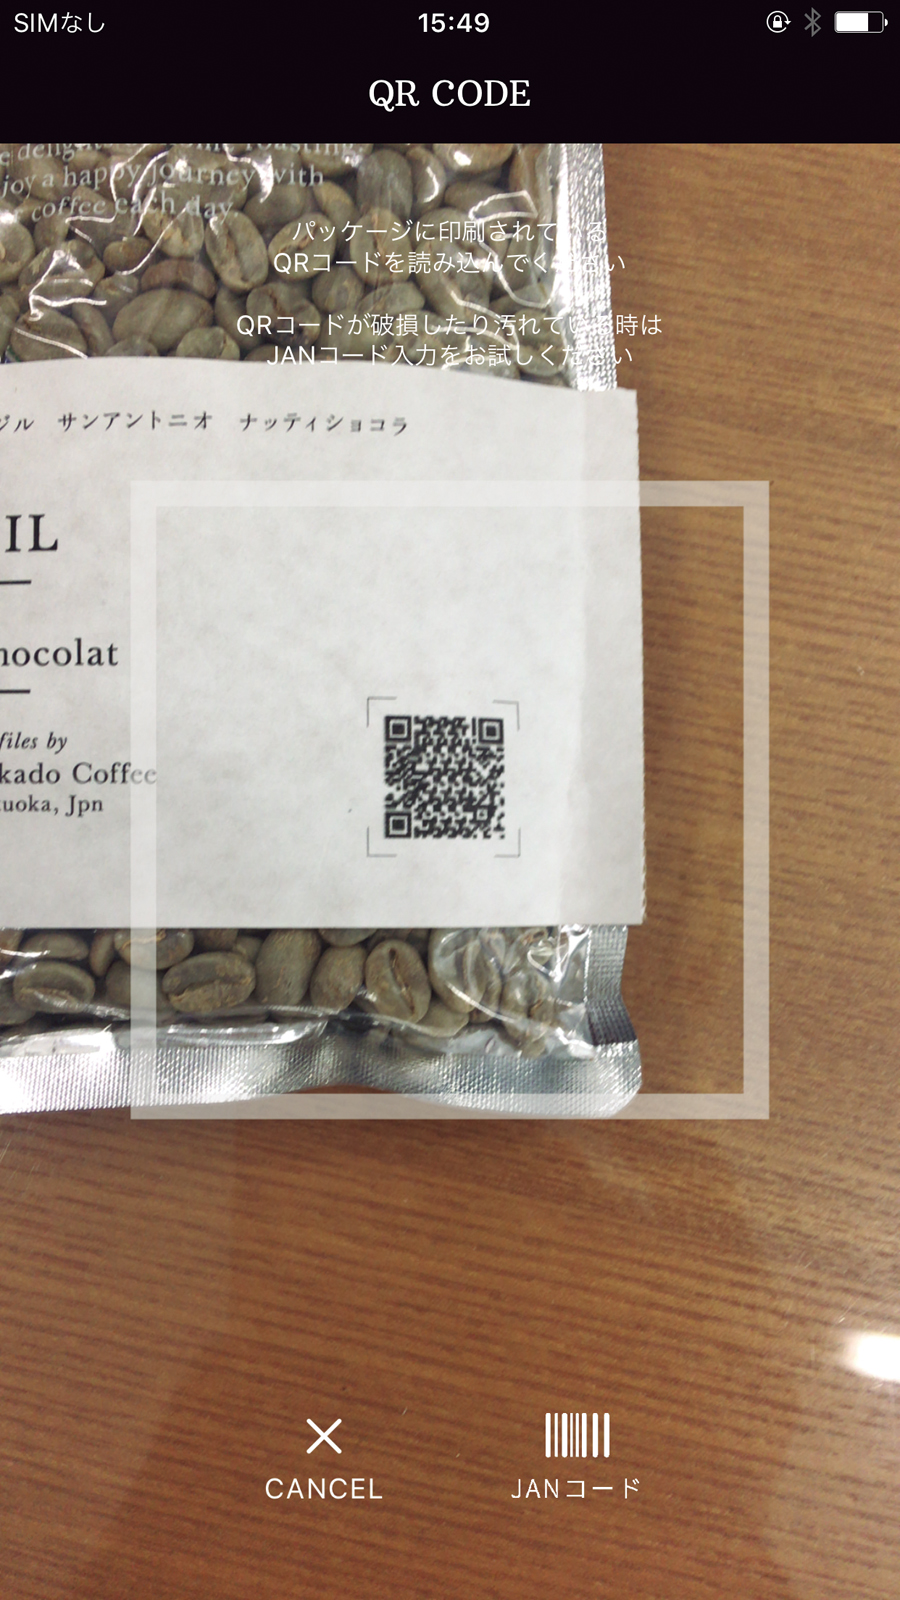 SIMなし 15:49
QR CODE
joy a happy journey with
coffee each day.
パッケージに印刷されている
QRコードを読み込んでください
QRコードが破損したり汚れている時は
JANコード入力をお試しください
ジル サンアントニオ ナッティショコラ
IL
hocolat
files by
kado Coffee
uoka, Jpn
CANCEL JANコード